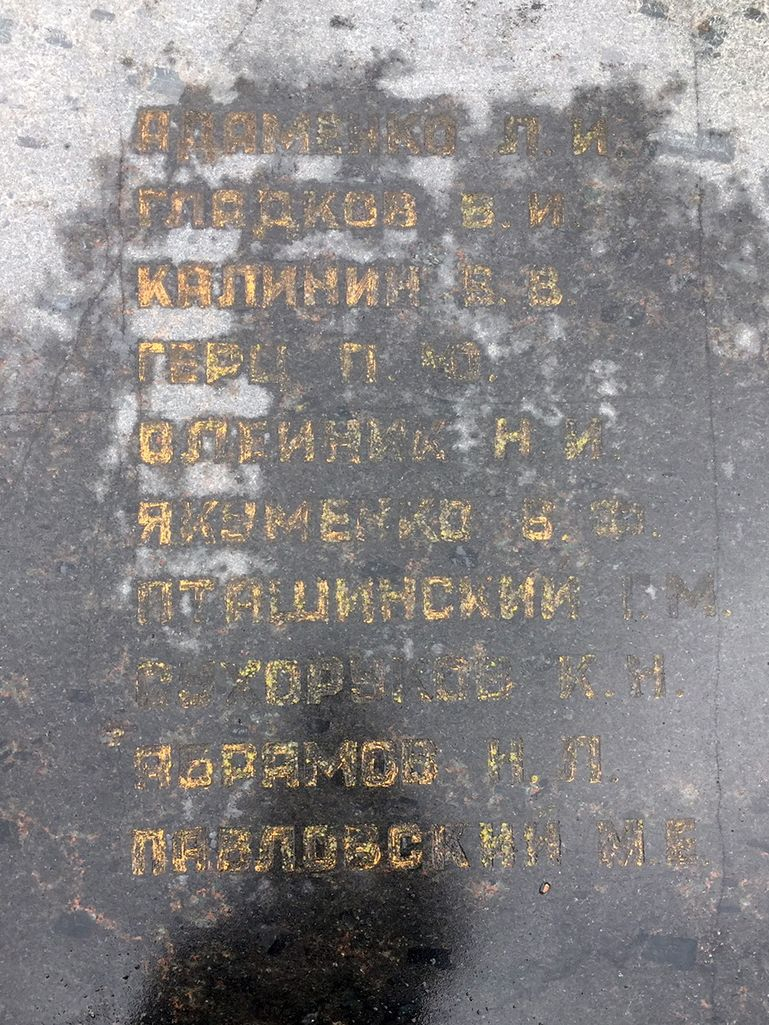 АДАМЕНКО Л. И.
ГЛАДКОВ В. И.
КАЛИНИН В. В.
ГЕРЦ П. Ю.
ОЛЕЙНИК Н. И.
ЯКУМЕНКО В. Ф.
ПТАШИНСКИЙ Г. М.
СУХОРУКОВ К. Н.
АБРАМОВ Н. Л.
ПАВЛОВСКИЙ М. Е.